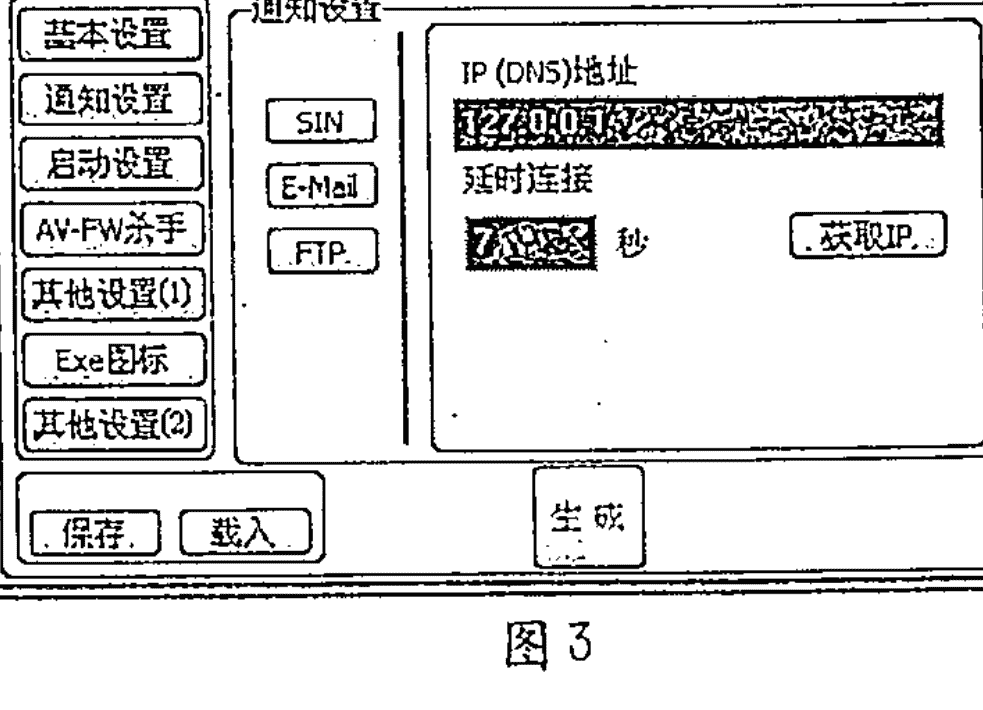 基本设置
通知设置
启动设置
AV-FW杀手
其他设置(1)
Exe图标
其他设置(2)
保存
载入
通知设置
SIN
E-Mail
FTP
IP (DNS)地址
127.0.0.1
延时连接
7
秒
获取IP
生成
图 3